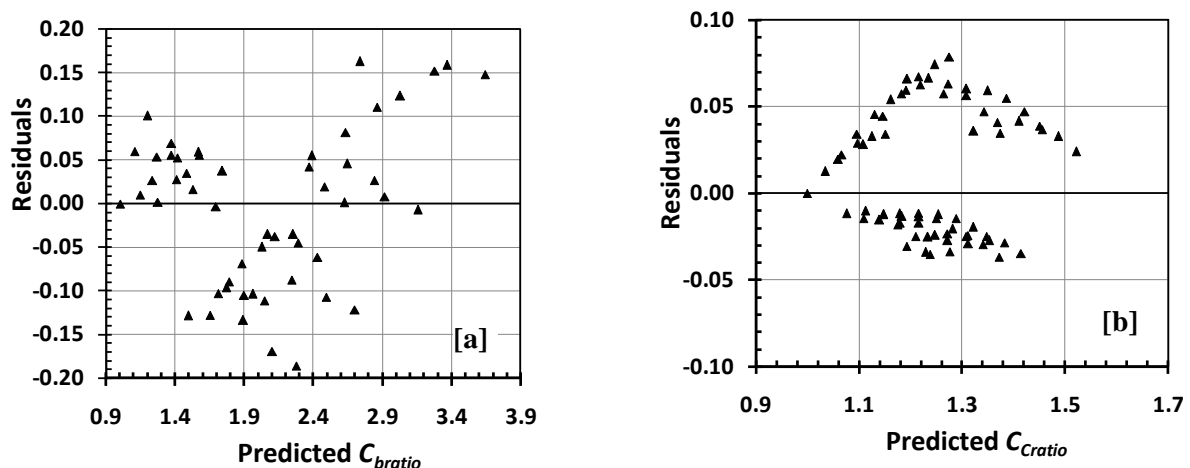 0.20
0.15
0.10
0.05
0.00
-0.05
-0.10
-0.15
-0.20
Residuals
[a]
0.9 1.4 1.9 2.4 2.9 3.4 3.9
Predicted C_bratio
0.10
0.05
0.00
-0.05
-0.10
Residuals
[b]
0.9 1.1 1.3 1.5 1.7
Predicted C_Cratio